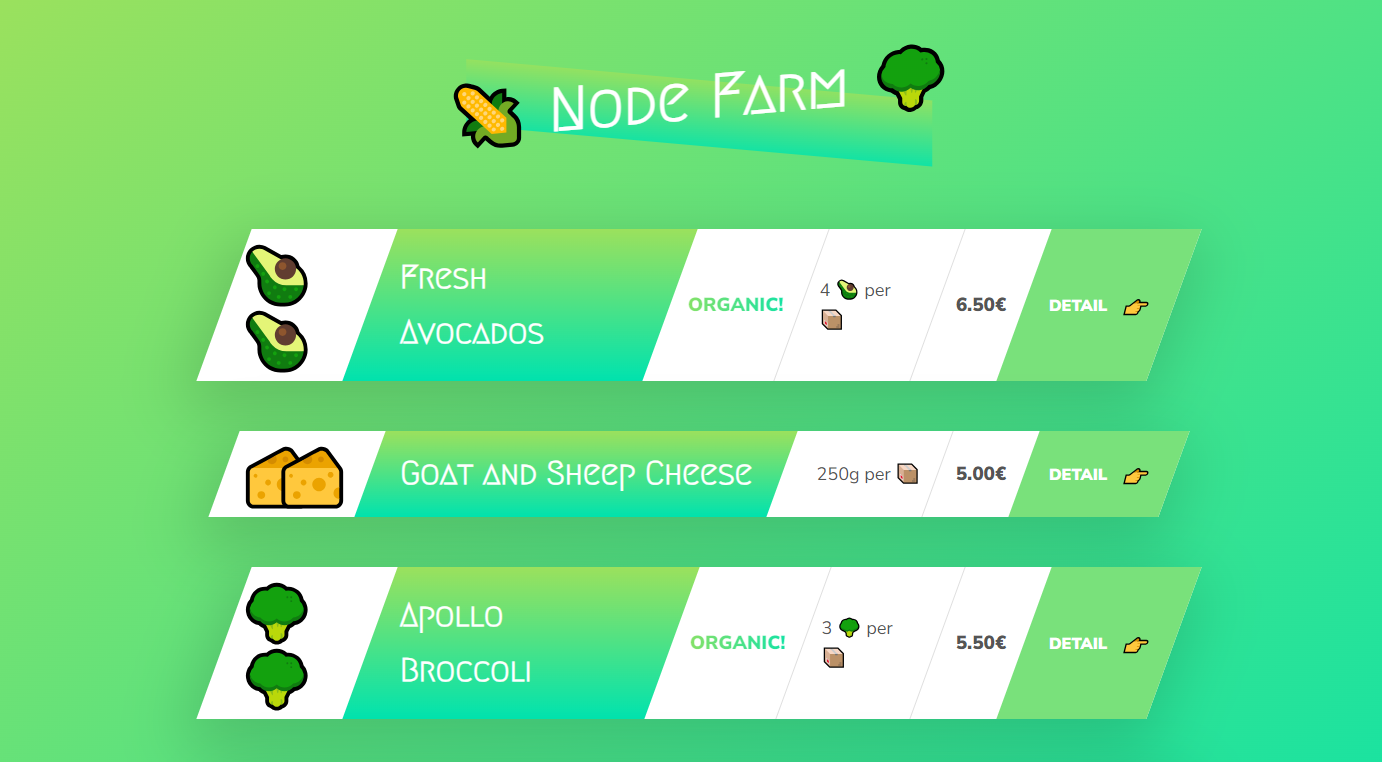 Node Farm
Fresh
Avocados
ORGANIC!
4 🥑 per
📦
6.50€
DETAIL 👉
Goat and Sheep Cheese
250g per 📦
5.00€
DETAIL 👉
Apollo
Broccoli
ORGANIC!
3 🥦 per
📦
5.50€
DETAIL 👉